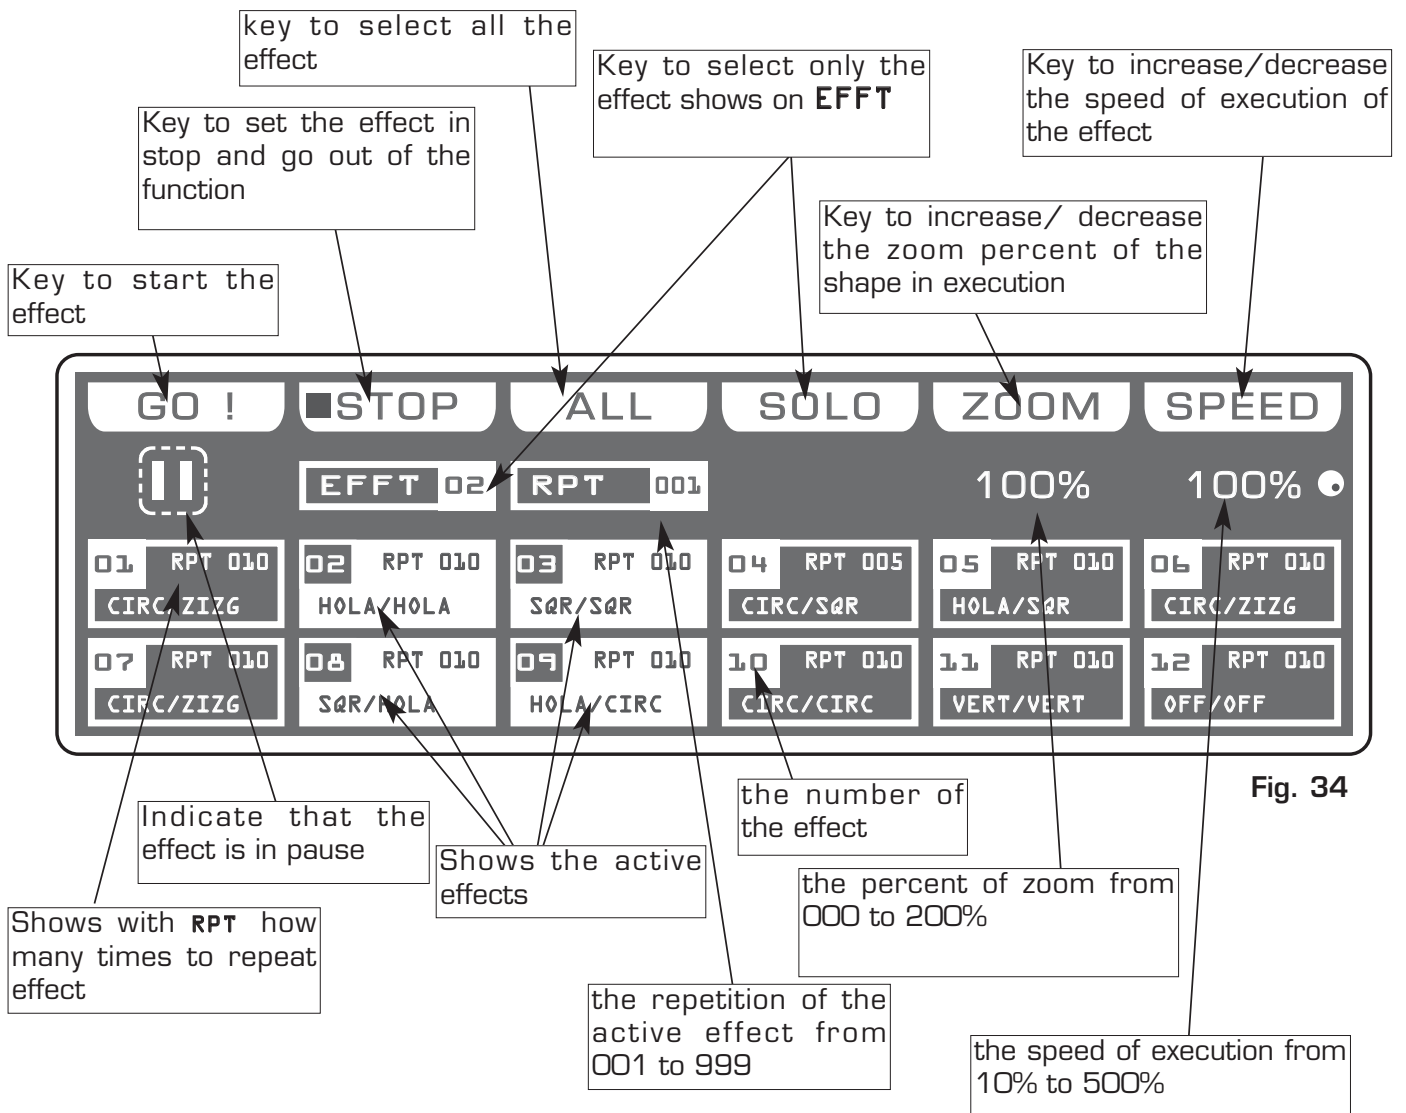 key to select all the
effect
Key to select only the
effect shows on EFFT
Key to increase/decrease
the speed of execution of
the effect
Key to set the effect in
stop and go out of the
function
Key to increase/ decrease
the zoom percent of the
shape in execution
Key to start the
effect
GO !
STOP
ALL
SOLO
ZOOM
SPEED
EFFT 02
RPT 001
100%
100%
01 RPT 010
CIRC/ZIZG
02 RPT 010
HOLA/HOLA
03 RPT 010
SQR/SQR
04 RPT 005
CIRC/SQR
05 RPT 010
HOLA/SQR
06 RPT 010
CIRC/ZIZG
07 RPT 010
CIRC/ZIZG
08 RPT 010
SQR/HOLA
09 RPT 010
HOLA/CIRC
10 RPT 010
CIRC/CIRC
11 RPT 010
VERT/VERT
12 RPT 010
OFF/OFF
Fig. 34
Indicate that the
effect is in pause
Shows the active
effects
the number of
the effect
the percent of zoom from
000 to 200%
Shows with RPT how
many times to repeat
effect
the repetition of the
active effect from
001 to 999
the speed of execution from
10% to 500%